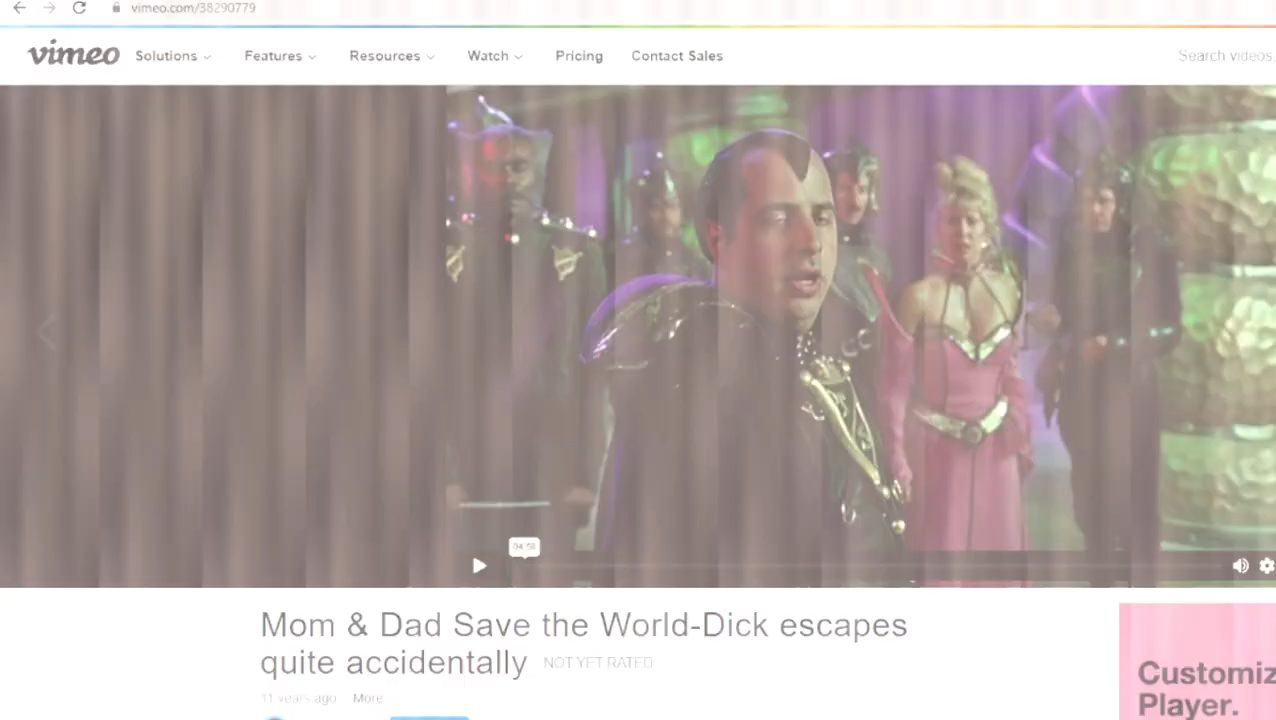 vimeo.com/38290779
vimeo Solutions Features Resources Watch Pricing Contact Sales Search videos,
04:58
Mom & Dad Save the World-Dick escapes
quite accidentally NOT YET RATED
11 years ago More
Customiz
Player.